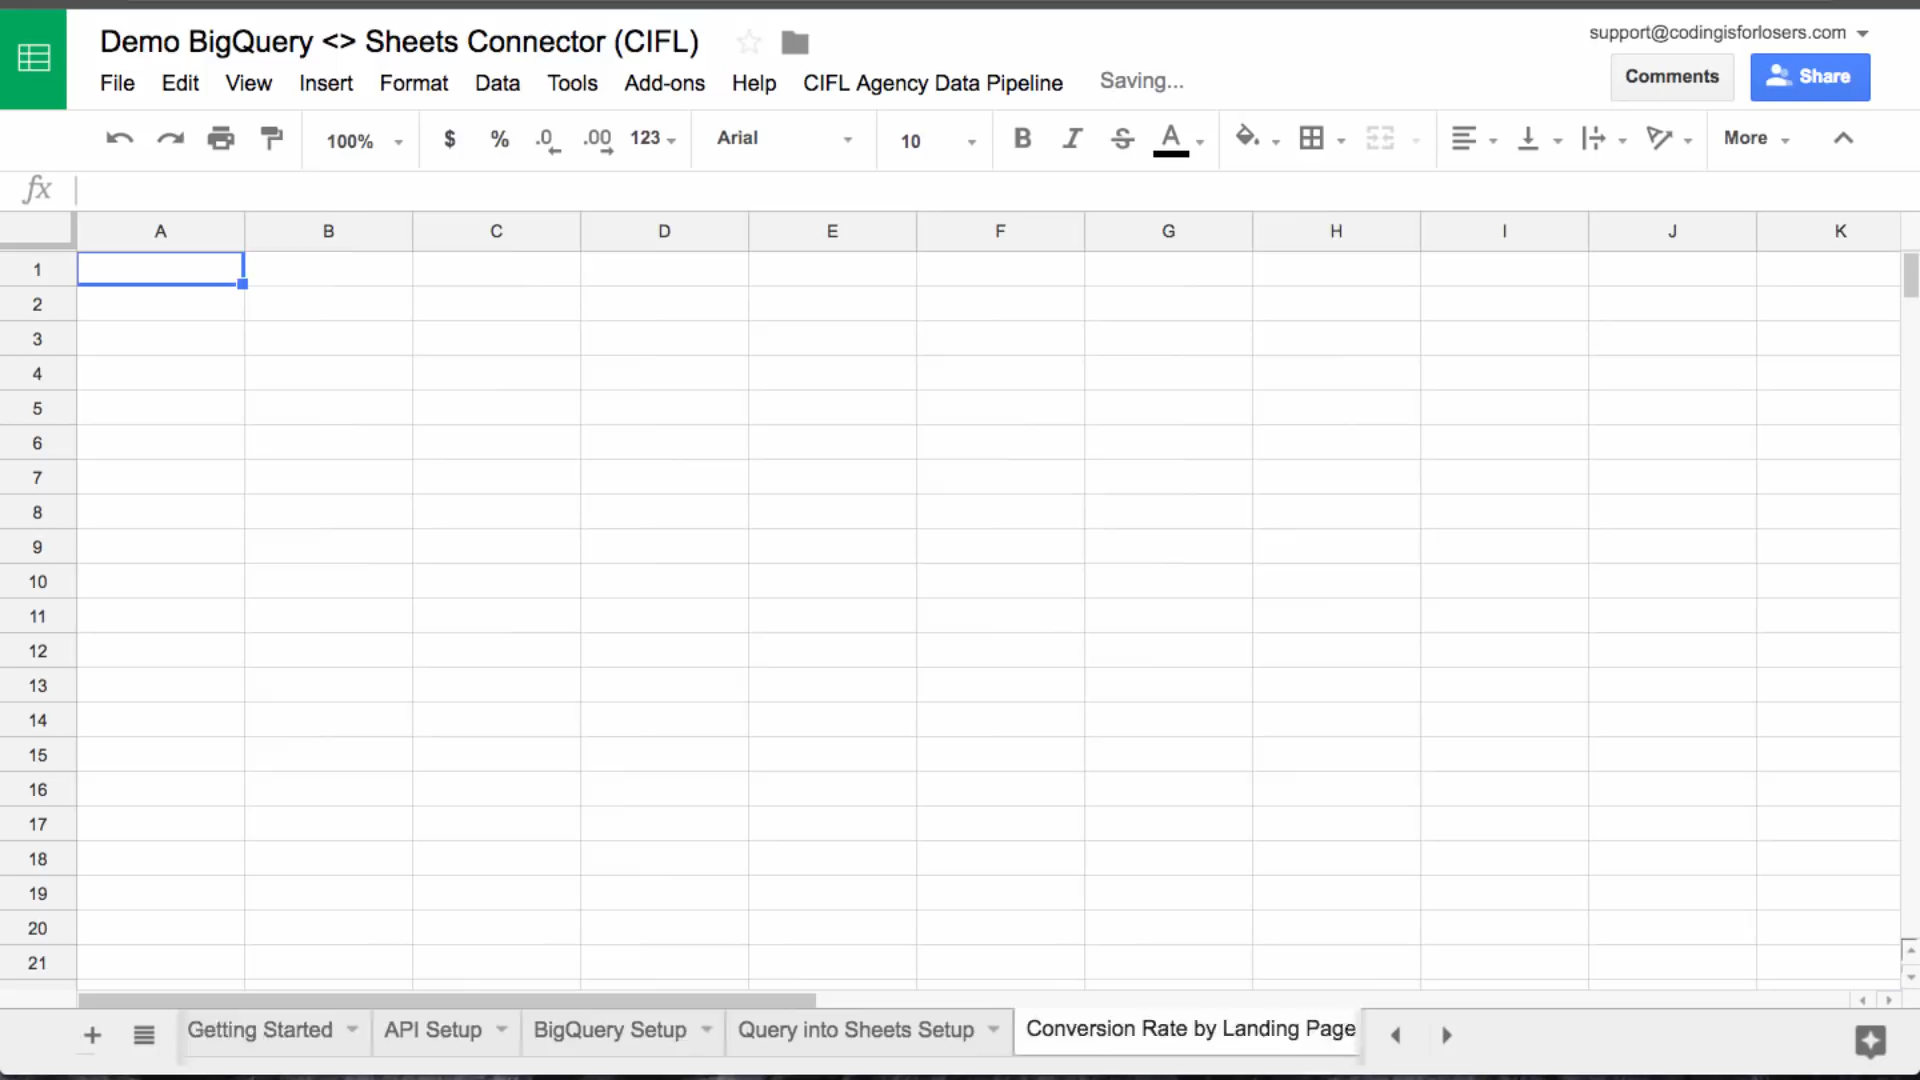 Demo BigQuery <> Sheets Connector (CIFL)
support@codingisforlosers.com
File Edit View Insert Format Data Tools Add-ons Help CIFL Agency Data Pipeline Saving...
Comments Share
100% $ % .0 .00 123 Arial 10 B I S A More
fx
A B C D E F G H I J K
1
2
3
4
5
6
7
8
9
10
11
12
13
14
15
16
17
18
19
20
21
+ Getting Started API Setup BigQuery Setup Query into Sheets Setup Conversion Rate by Landing Page